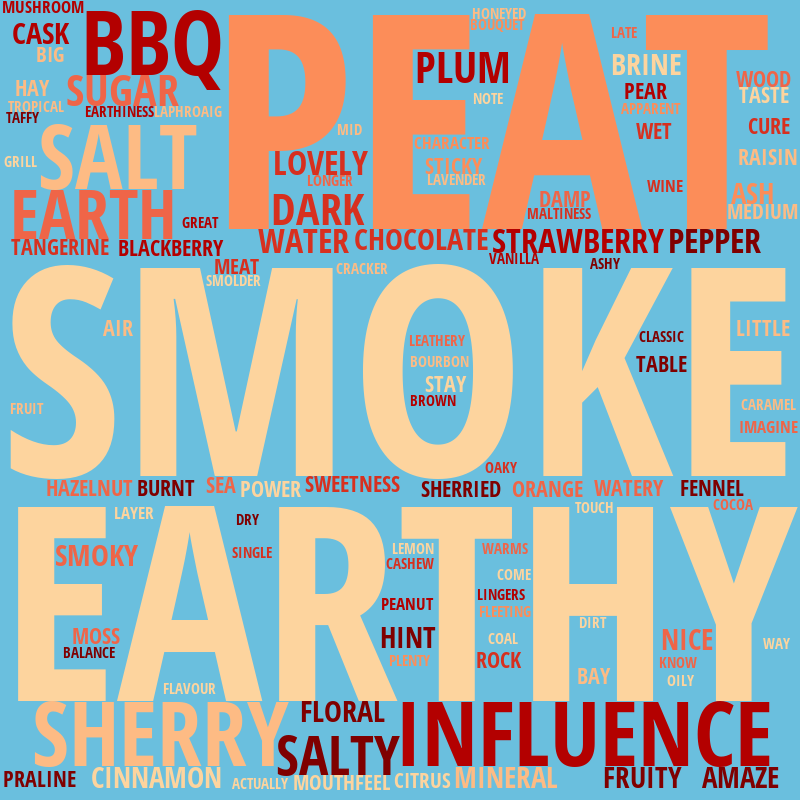 MUSHROOM
CASK
BIG
BBQ
HAY
SUGAR
TROPICAL
TAFFY
EARTHINESS
LAPHROAIG
GRILL
SALT
EARTH
GREAT
TANGERINE
BLACKBERRY
PEAT
HONEYED
BOUQUET
LATE
PLUM
BRINE
WOOD
TASTE
NOTE
PEAR
APPARENT
MID
CHARACTER
WET
CURE
LOVELY
STICKY
RAISIN
LONGER
LAVENDER
WINE
ASH
DARK
DAMP
MALTINESS
MEDIUM
WATER
CHOCOLATE
STRAWBERRY
PEPPER
MEAT
SMOLDER
CRACKER
VANILLA
ASHY
SMOKE
AIR
LEATHERY
BOURBON
STAY
BROWN
CLASSIC
TABLE
LITTLE
FRUIT
CARAMEL
IMAGINE
OAKY
HAZELNUT
BURNT
SEA
POWER
SWEETNESS
SHERRIED
ORANGE
WATERY
FENNEL
COCOA
EARTHY
LAYER
DRY
TOUCH
SMOKY
SINGLE
LEMON
CASHEW
WARMS
COME
PEANUT
LINGERS
FLEETING
DIRT
MOSS
BALANCE
HINT
COAL
NICE
WAY
PLENTY
ROCK
KNOW
FLAVOUR
BAY
OILY
SHERRY
FLORAL
SALTY
INFLUENCE
PRALINE
CINNAMON
ACTUALLY
MOUTHFEEL
CITRUS
MINERAL
FRUITY
AMAZE